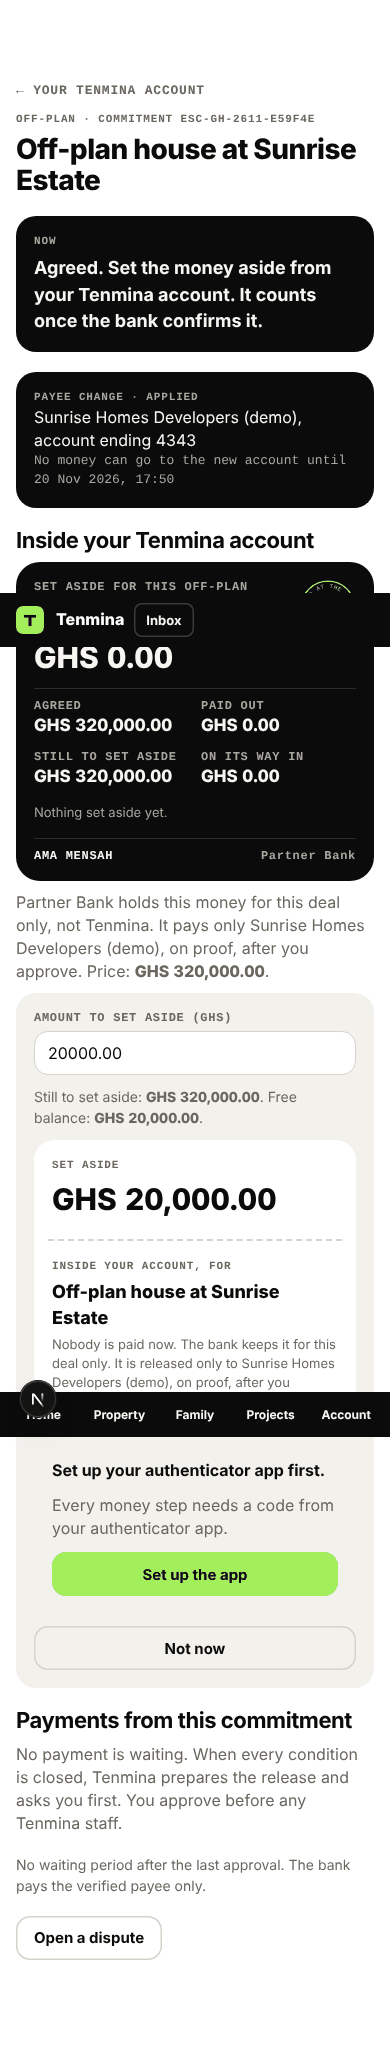 ← YOUR TENMINA ACCOUNT
OFF-PLAN · COMMITMENT ESC-GH-2611-E59F4E
Off-plan house at Sunrise
Estate
NOW
Agreed. Set the money aside from
your Tenmina account. It counts
once the bank confirms it.
PAYEE CHANGE · APPLIED
Sunrise Homes Developers (demo),
account ending 4343
No money can go to the new account until
20 Nov 2026, 17:50
Inside your Tenmina account
SET ASIDE FOR THIS OFF-PLAN
AT THE
T Tenmina Inbox
GHS 0.00
AGREED PAID OUT
GHS 320,000.00 GHS 0.00
STILL TO SET ASIDE ON ITS WAY IN
GHS 320,000.00 GHS 0.00
Nothing set aside yet.
AMA MENSAH Partner Bank
Partner Bank holds this money for this deal
only, not Tenmina. It pays only Sunrise Homes
Developers (demo), on proof, after you
approve. Price: GHS 320,000.00.
AMOUNT TO SET ASIDE (GHS)
20000.00
Still to set aside: GHS 320,000.00. Free
balance: GHS 20,000.00.
SET ASIDE
GHS 20,000.00
INSIDE YOUR ACCOUNT, FOR
Off-plan house at Sunrise
Estate
Nobody is paid now. The bank keeps it for this
deal only. It is released only to Sunrise Homes
Developers (demo), on proof, after you
N
Property Family Projects Account
Set up your authenticator app first.
Every money step needs a code from
your authenticator app.
Set up the app
Not now
Payments from this commitment
No payment is waiting. When every condition
is closed, Tenmina prepares the release and
asks you first. You approve before any
Tenmina staff.
No waiting period after the last approval. The bank
pays the verified payee only.
Open a dispute